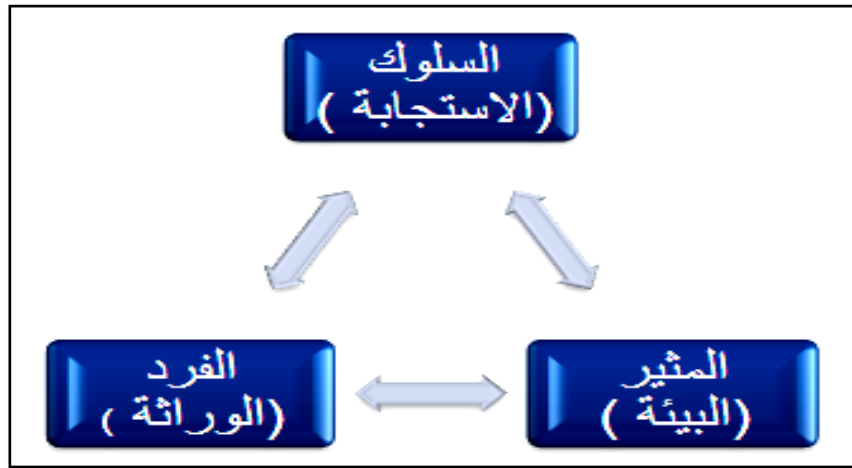 السلوك
(الاستجابة )
المثير
(البيئة )
الفرد
(الوراثة )